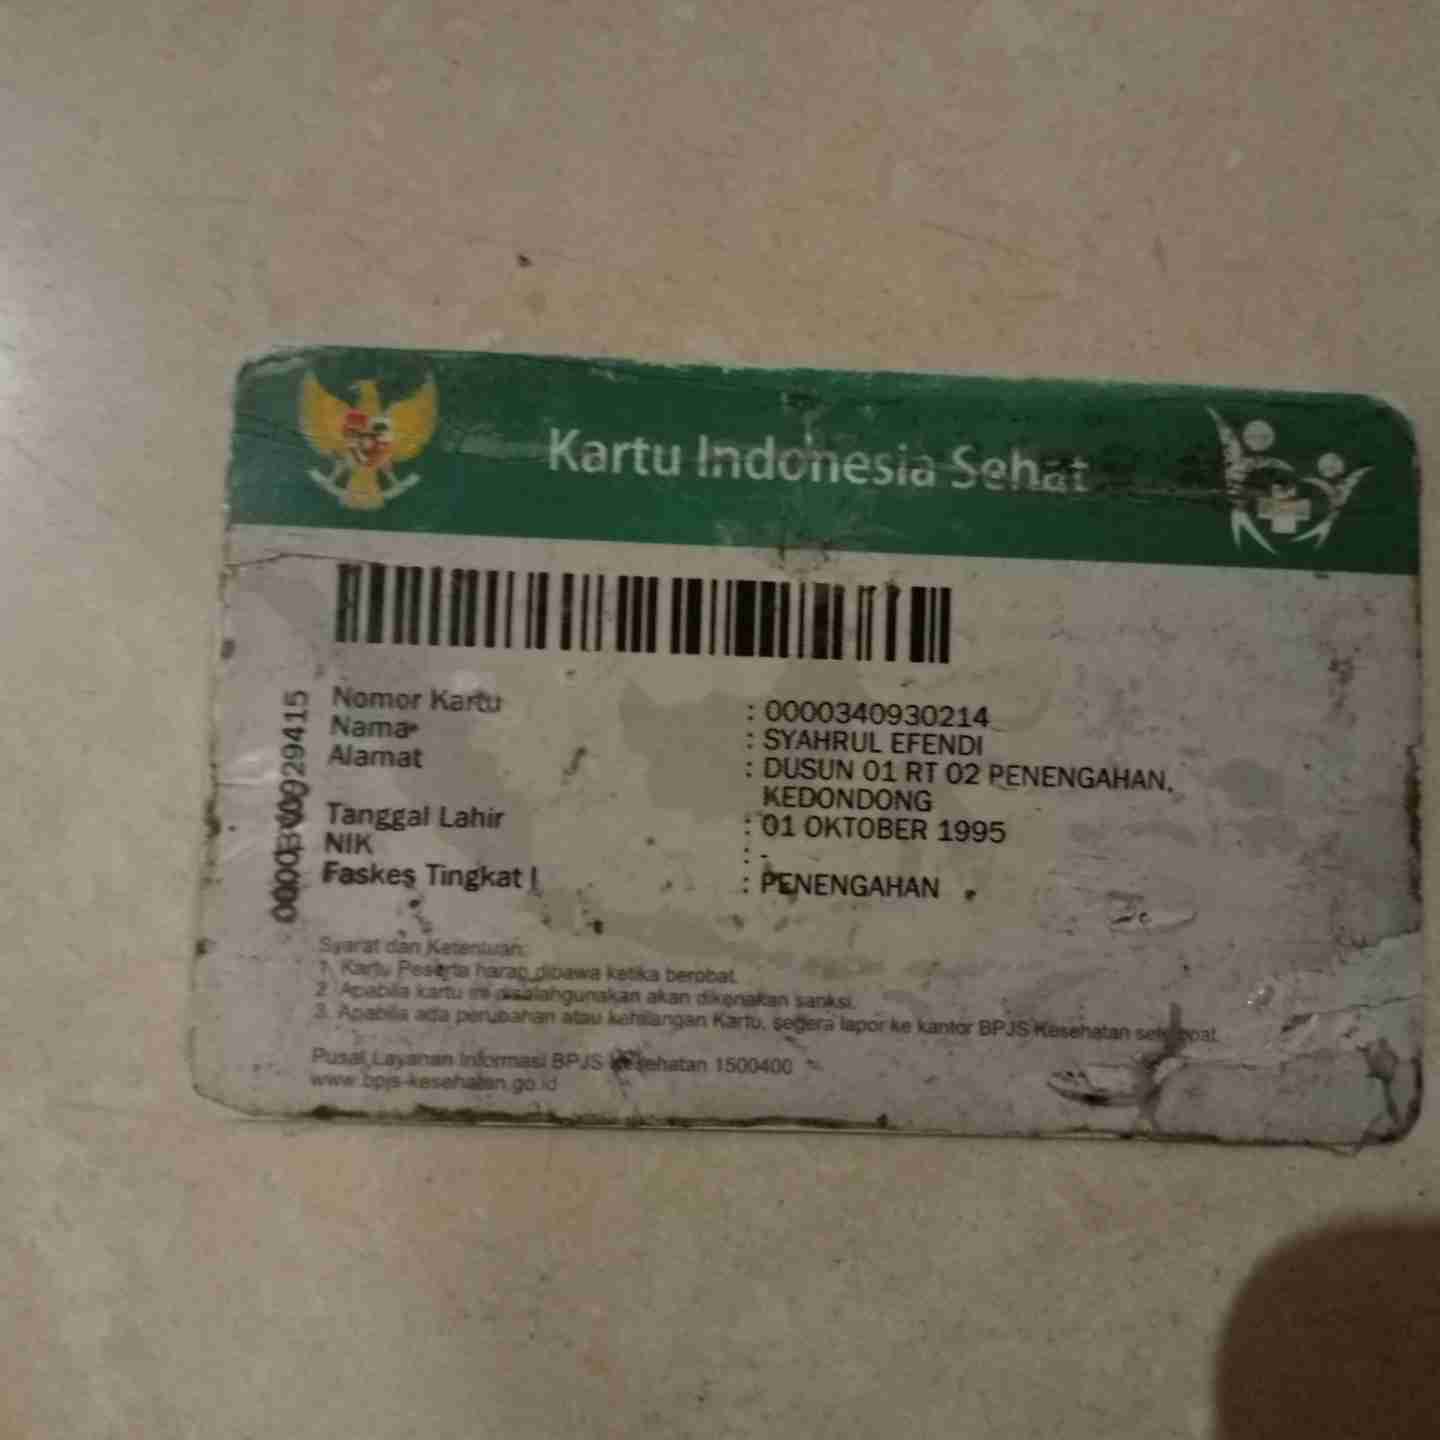 Kartu Indonesia Sehat
Nomor Kartu : 0000340930214
Nama : SYAHRUL EFENDI
Alamat : DUSUN 01 RT 02 PENENGAHAN,
KEDONDONG
Tanggal Lahir : 01 OKTOBER 1995
NIK : -
Faskes Tingkat I : PENENGAHAN
Syarat dan Ketentuan:
1. Kartu Peserta harap dibawa ketika berobat.
2. Apabila kartu ini disalahgunakan akan dikenakan sanksi.
3. Apabila ada perubahan atau kehilangan Kartu, segera lapor ke kantor BPJS Kesehatan setempat.
Pusat Layanan Informasi BPJS Kesehatan 1500400
www.bpjs-kesehatan.go.id